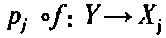 p_j ∘ f: Y → X_j